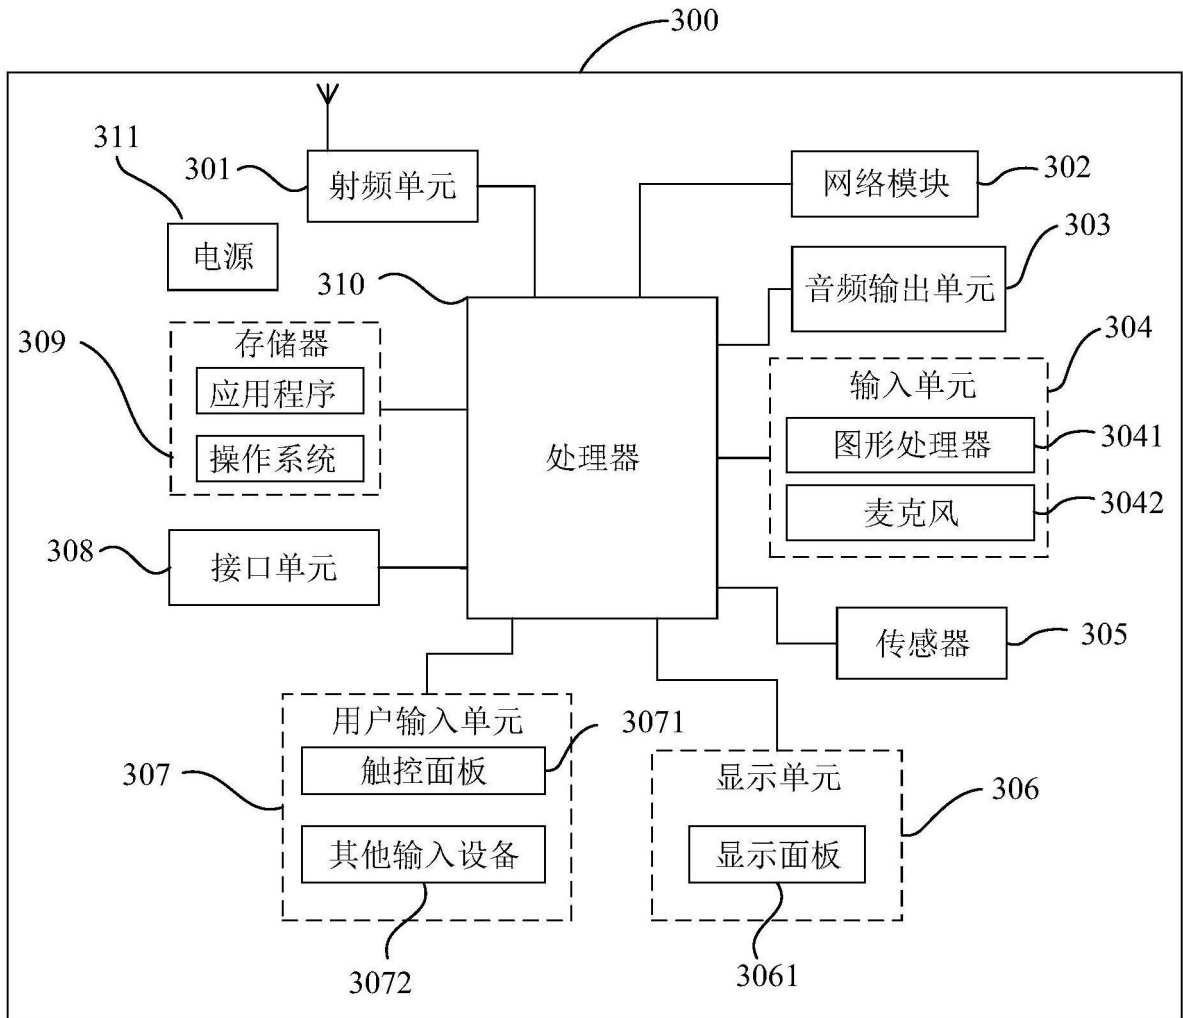 300
311
301
射频单元
网络模块
302
电源
303
音频输出单元
310
309
存储器
应用程序
操作系统
304
输入单元
图形处理器
3041
麦克风
3042
处理器
308
接口单元
传感器
305
用户输入单元
3071
触控面板
307
其他输入设备
3072
显示单元
306
显示面板
3061